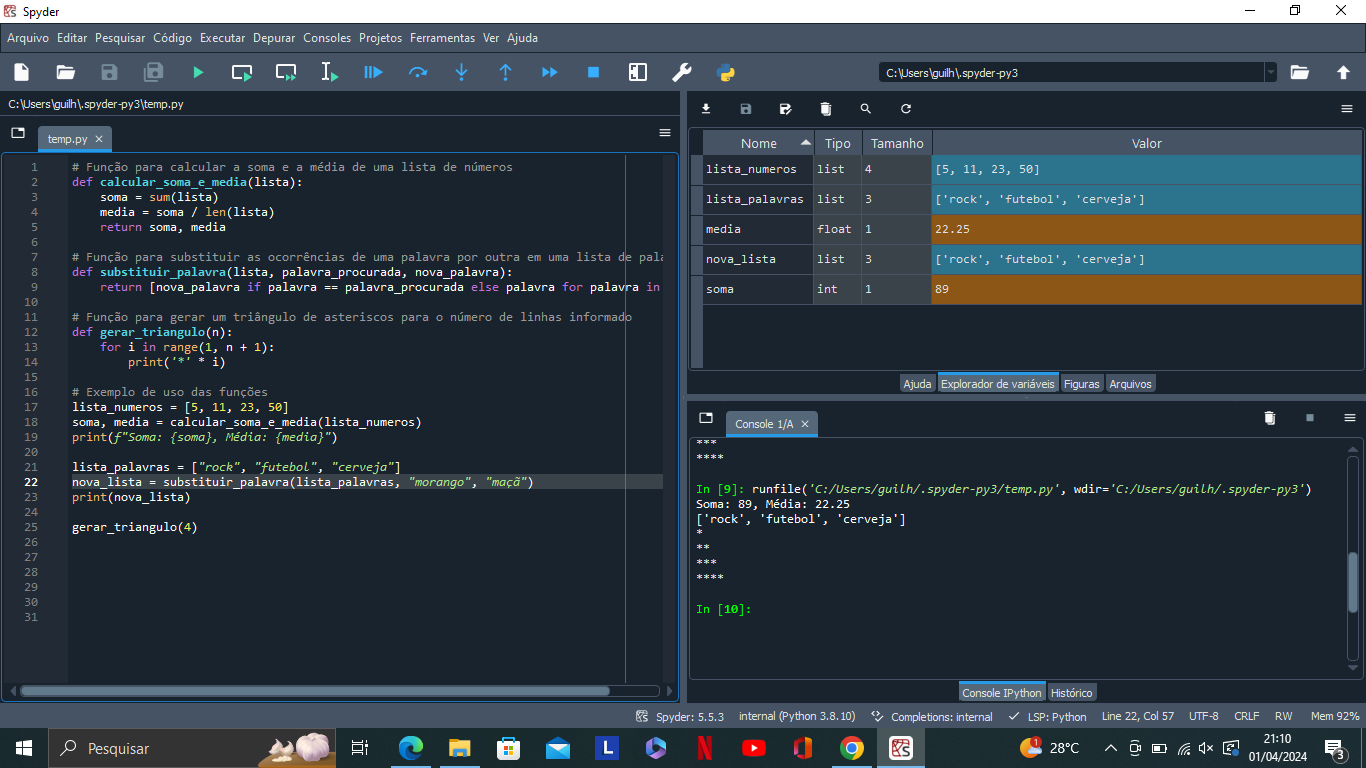 Spyder
Arquivo Editar Pesquisar Código Executar Depurar Consoles Projetos Ferramentas Ver Ajuda
C:\Users\guilh\.spyder-py3
C:\Users\guilh\.spyder-py3\temp.py
temp.py
1 # Função para calcular a soma e a média de uma lista de números
2 def calcular_soma_e_media(lista):
3 soma = sum(lista)
4 media = soma / len(lista)
5 return soma, media
6
7 # Função para substituir as ocorrências de uma palavra por outra em uma lista de pala
8 def substituir_palavra(lista, palavra_procurada, nova_palavra):
9 return [nova_palavra if palavra == palavra_procurada else palavra for palavra in
10
11 # Função para gerar um triângulo de asteriscos para o número de linhas informado
12 def gerar_triangulo(n):
13 for i in range(1, n + 1):
14 print('*' * i)
15
16 # Exemplo de uso das funções
17 lista_numeros = [5, 11, 23, 50]
18 soma, media = calcular_soma_e_media(lista_numeros)
19 print(f"Soma: {soma}, Média: {media}")
20
21 lista_palavras = ["rock", "futebol", "cerveja"]
22 nova_lista = substituir_palavra(lista_palavras, "morango", "maçã")
23 print(nova_lista)
24
25 gerar_triangulo(4)
26
27
28
29
30
31
Nome Tipo Tamanho Valor
lista_numeros list 4 [5, 11, 23, 50]
lista_palavras list 3 ['rock', 'futebol', 'cerveja']
media float 1 22.25
nova_lista list 3 ['rock', 'futebol', 'cerveja']
soma int 1 89
Ajuda Explorador de variáveis Figuras Arquivos
Console 1/A
***
****
In [9]: runfile('C:/Users/guilh/.spyder-py3/temp.py', wdir='C:/Users/guilh/.spyder-py3')
Soma: 89, Média: 22.25
['rock', 'futebol', 'cerveja']
*
**
***
****
In [10]:
Console IPython Histórico
Spyder: 5.5.3 internal (Python 3.8.10) Completions: internal LSP: Python Line 22, Col 57 UTF-8 CRLF RW Mem 92%
Pesquisar
L
N
1
28°C
21:10
01/04/2024
3